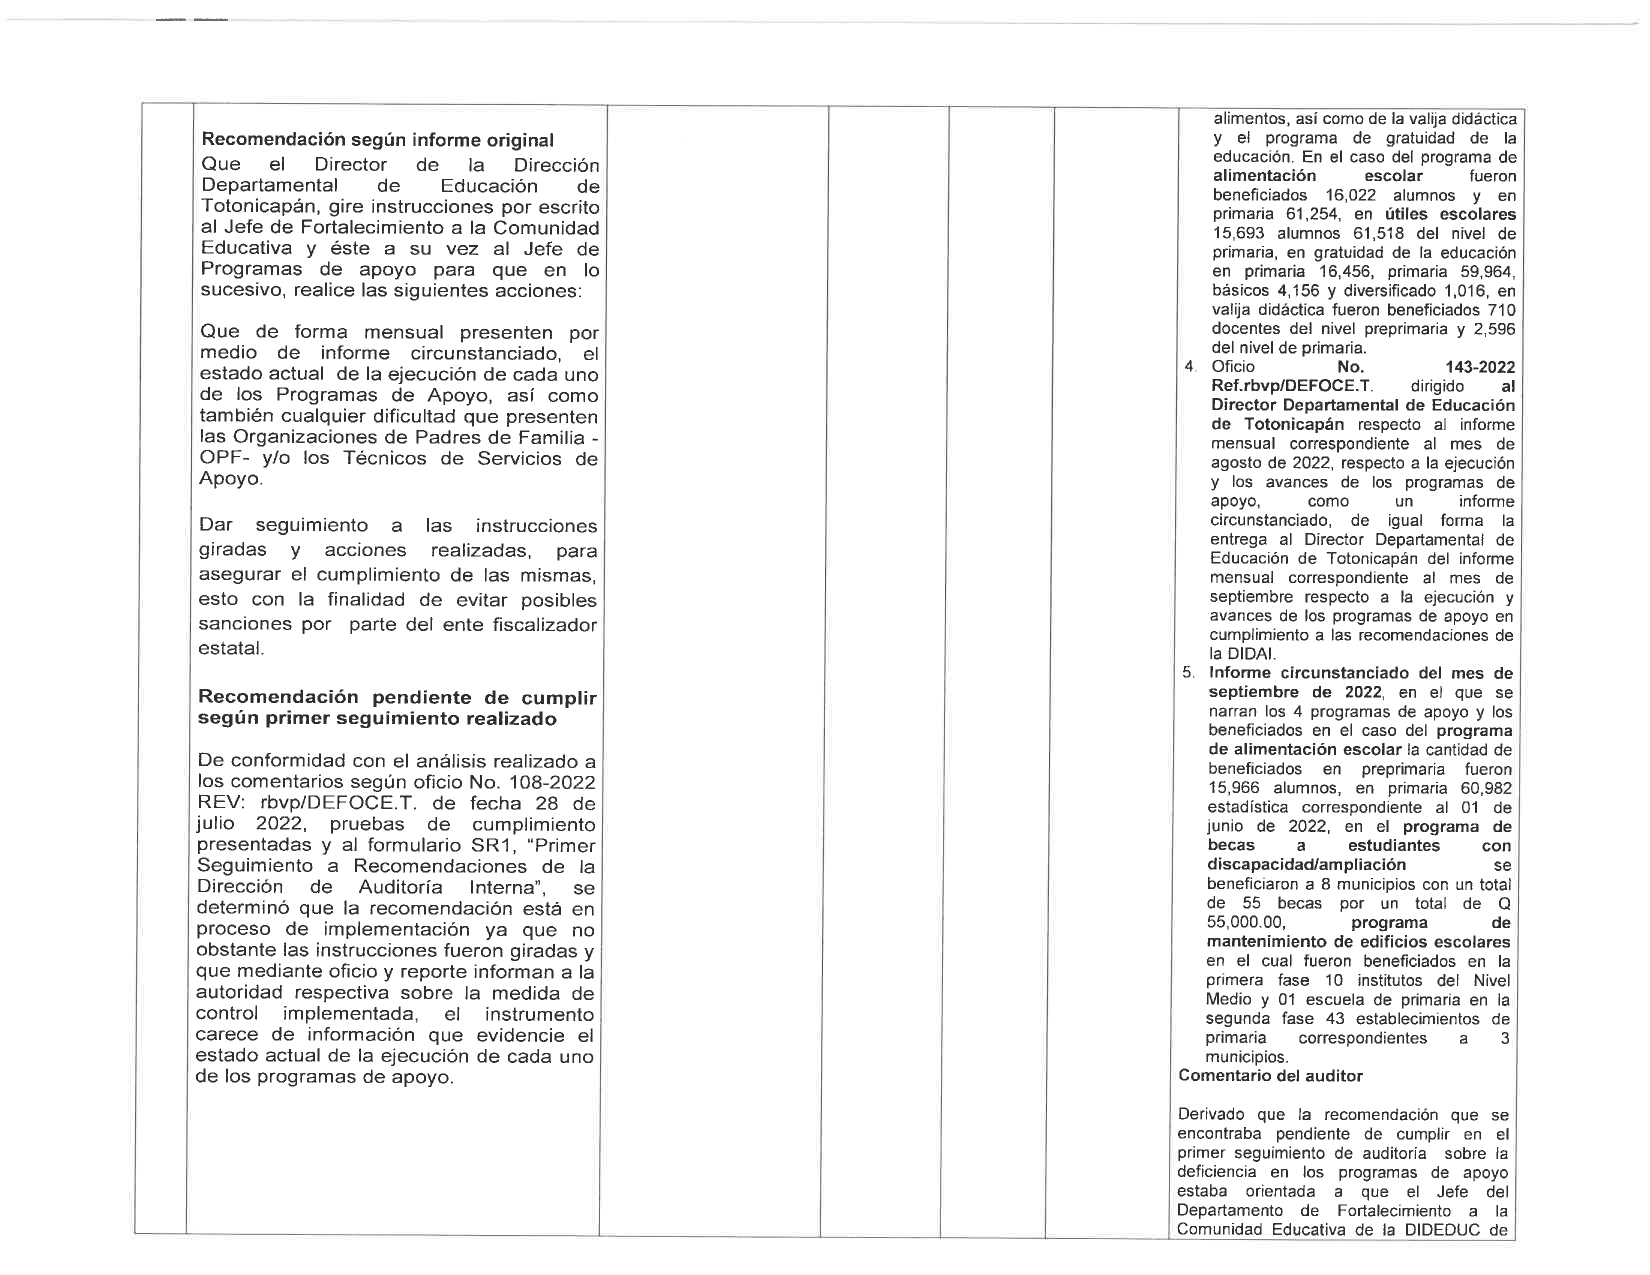 Recomendación según informe original
Que el Director de la Dirección
Departamental de Educación de
Totonicapán, gire instrucciones por escrito
al Jefe de Fortalecimiento a la Comunidad
Educativa y éste a su vez al Jefe de
Programas de apoyo para que en lo
sucesivo, realice las siguientes acciones:
Que de forma mensual presenten por
medio de informe circunstanciado, el
estado actual de la ejecución de cada uno
de los Programas de Apoyo, así como
también cualquier dificultad que presenten
las Organizaciones de Padres de Familia -
OPF- y/o los Técnicos de Servicios de
Apoyo.
Dar seguimiento a las instrucciones
giradas y acciones realizadas, para
asegurar el cumplimiento de las mismas,
esto con la finalidad de evitar posibles
sanciones por parte del ente fiscalizador
estatal.
Recomendación pendiente de cumplir
según primer seguimiento realizado
De conformidad con el análisis realizado a
los comentarios según oficio No. 108-2022
REV: rbvp/DEFOCE.T. de fecha 28 de
julio 2022, pruebas de cumplimiento
presentadas y al formulario SR1, "Primer
Seguimiento a Recomendaciones de la
Dirección de Auditoría Interna", se
determinó que la recomendación está en
proceso de implementación ya que no
obstante las instrucciones fueron giradas y
que mediante oficio y reporte informan a la
autoridad respectiva sobre la medida de
control implementada, el instrumento
carece de información que evidencie el
estado actual de la ejecución de cada uno
de los programas de apoyo.
alimentos, así como de la valija didáctica
y el programa de gratuidad de la
educación. En el caso del programa de
alimentación escolar fueron
beneficiados 16,022 alumnos y en
primaria 61,254, en útiles escolares
15,693 alumnos 61,518 del nivel de
primaria, en gratuidad de la educación
en primaria 16,456, primaria 59,964,
básicos 4,156 y diversificado 1,016, en
valija didáctica fueron beneficiados 710
docentes del nivel preprimaria y 2,596
del nivel de primaria.
4. Oficio No. 143-2022
Ref.rbvp/DEFOCE.T. dirigido al
Director Departamental de Educación
de Totonicapán respecto al informe
mensual correspondiente al mes de
agosto de 2022, respecto a la ejecución
y los avances de los programas de
apoyo, como un informe
circunstanciado, de igual forma la
entrega al Director Departamental de
Educación de Totonicapán del informe
mensual correspondiente al mes de
septiembre respecto a la ejecución y
avances de los programas de apoyo en
cumplimiento a las recomendaciones de
la DIDAI.
5. Informe circunstanciado del mes de
septiembre de 2022, en el que se
narran los 4 programas de apoyo y los
beneficiados en el caso del programa
de alimentación escolar la cantidad de
beneficiados en preprimaria fueron
15,966 alumnos, en primaria 60,982
estadística correspondiente al 01 de
junio de 2022, en el programa de
becas a estudiantes con
discapacidad/ampliación se
beneficiaron a 8 municipios con un total
de 55 becas por un total de Q
55,000.00, programa de
mantenimiento de edificios escolares
en el cual fueron beneficiados en la
primera fase 10 institutos del Nivel
Medio y 01 escuela de primaria en la
segunda fase 43 establecimientos de
primaria correspondientes a 3
municipios.
Comentario del auditor
Derivado que la recomendación que se
encontraba pendiente de cumplir en el
primer seguimiento de auditoria sobre la
deficiencia en los programas de apoyo
estaba orientada a que el Jefe del
Departamento de Fortalecimiento a la
Comunidad Educativa de la DIDEDUC de